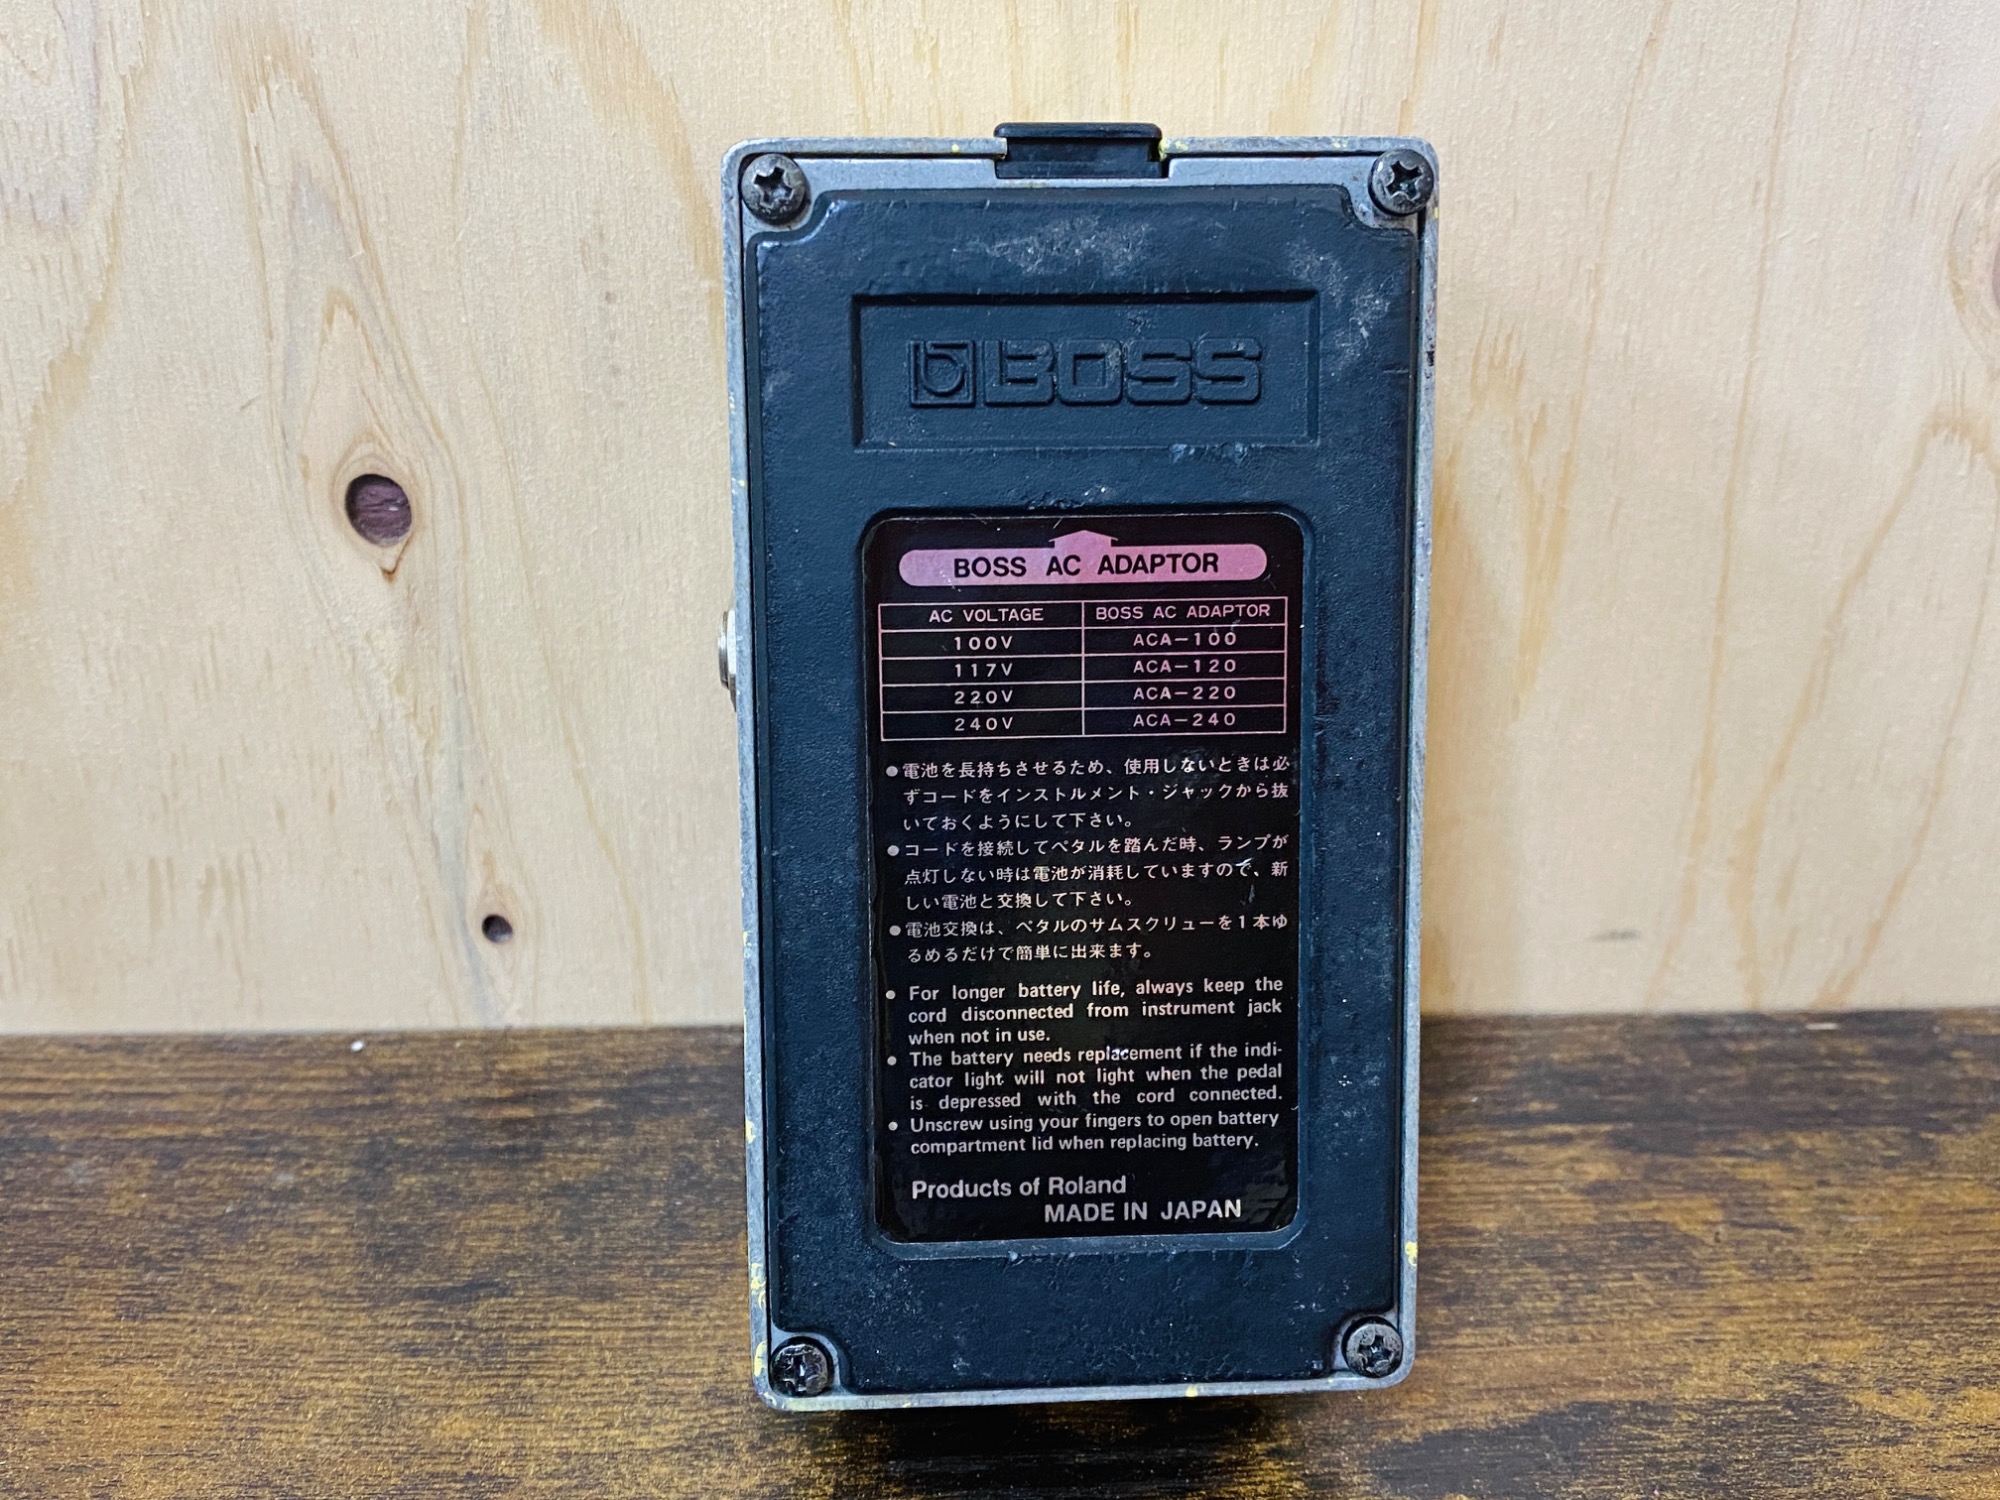 BOSS
BOSS AC ADAPTOR
AC VOLTAGE BOSS AC ADAPTOR
100V ACA-100
117V ACA-120
220V ACA-220
240V ACA-240
●電池を長持ちさせるため、使用しないときは必
ずコードをインストルメント・ジャックから抜
いておくようにして下さい。
●コードを接続してペタルを踏んだ時、ランプが
点灯しない時は電池が消耗していますので、新
しい電池と交換して下さい。
●電池交換は、ペタルのサムスクリューを1本ゆ
るめるだけで簡単に出来ます。
● For longer battery life, always keep the
cord disconnected from instrument jack
when not in use.
● The battery needs replacement if the indi-
cator light will not light when the pedal
is depressed with the cord connected.
● Unscrew using your fingers to open battery
compartment lid when replacing battery.
Products of Roland
MADE IN JAPAN